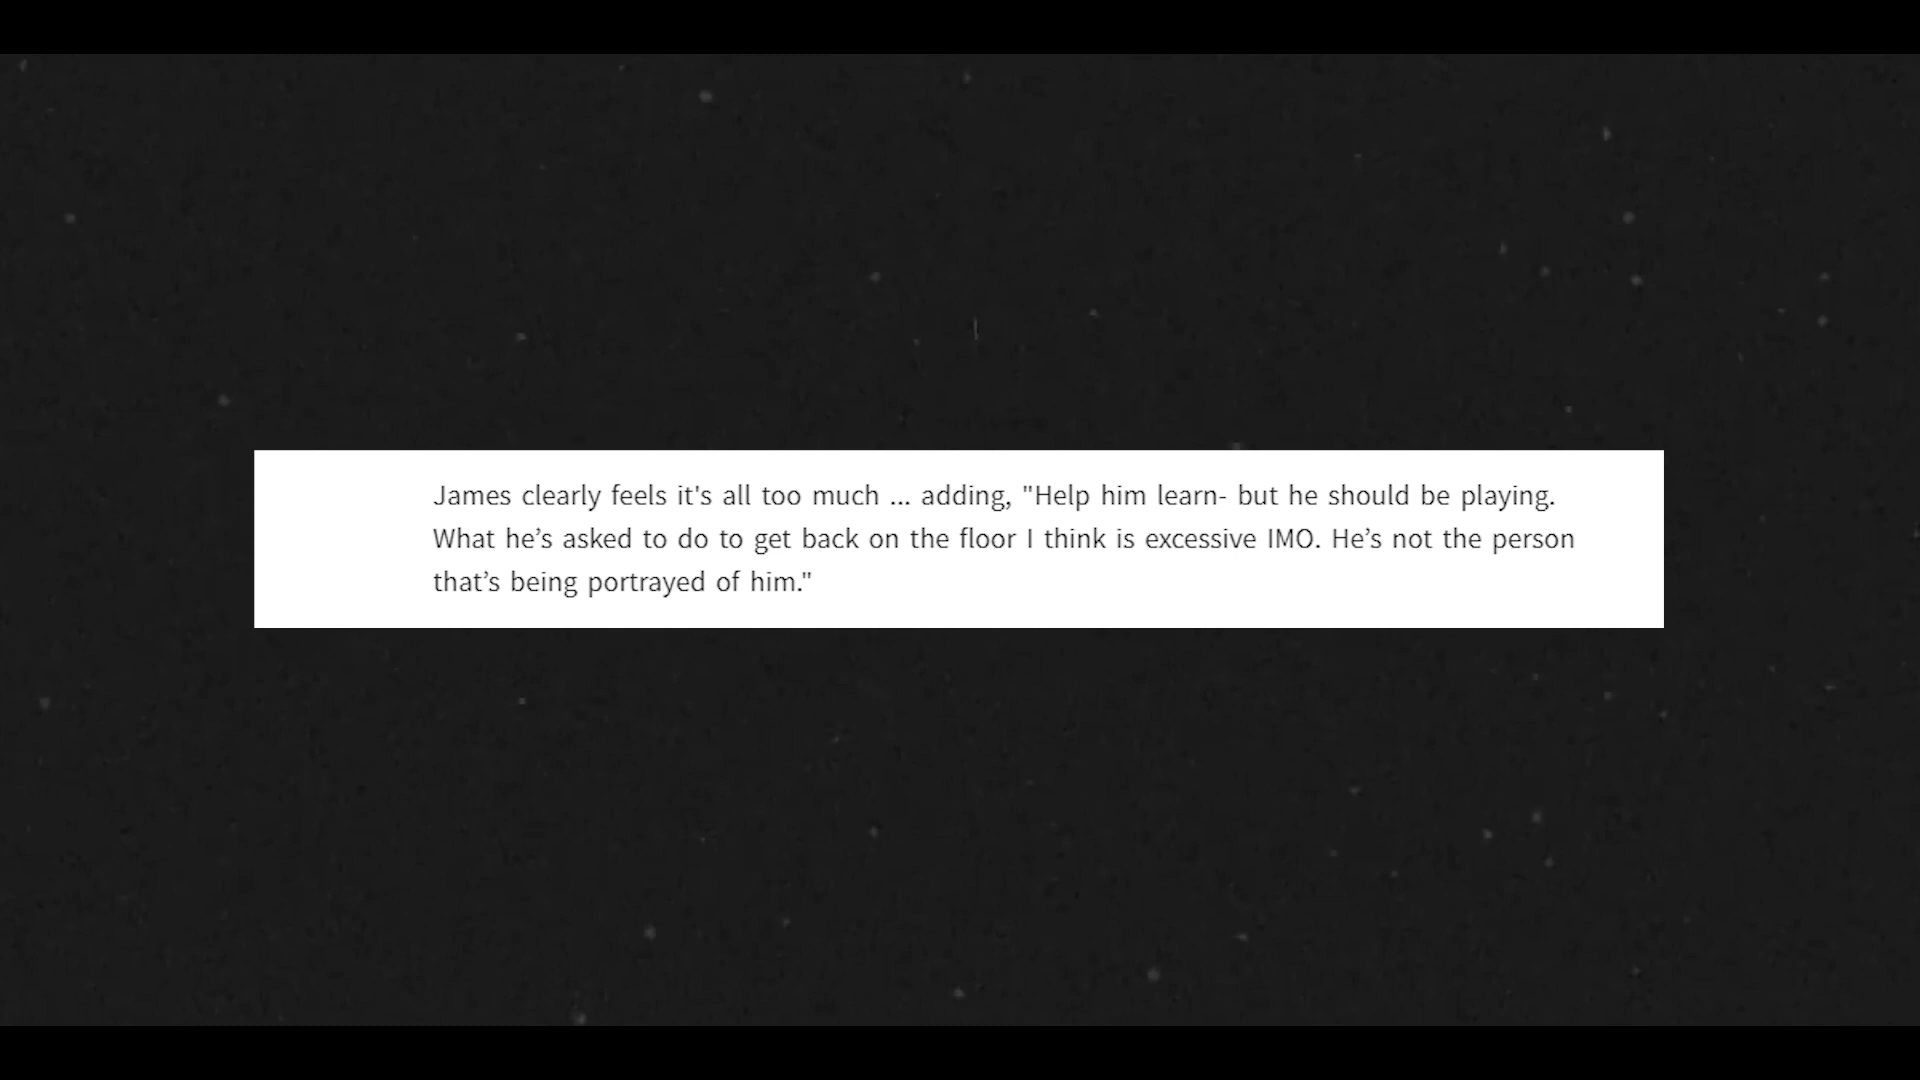 James clearly feels it's all too much ... adding, "Help him learn- but he should be playing.
What he’s asked to do to get back on the floor I think is excessive IMO. He’s not the person
that’s being portrayed of him."